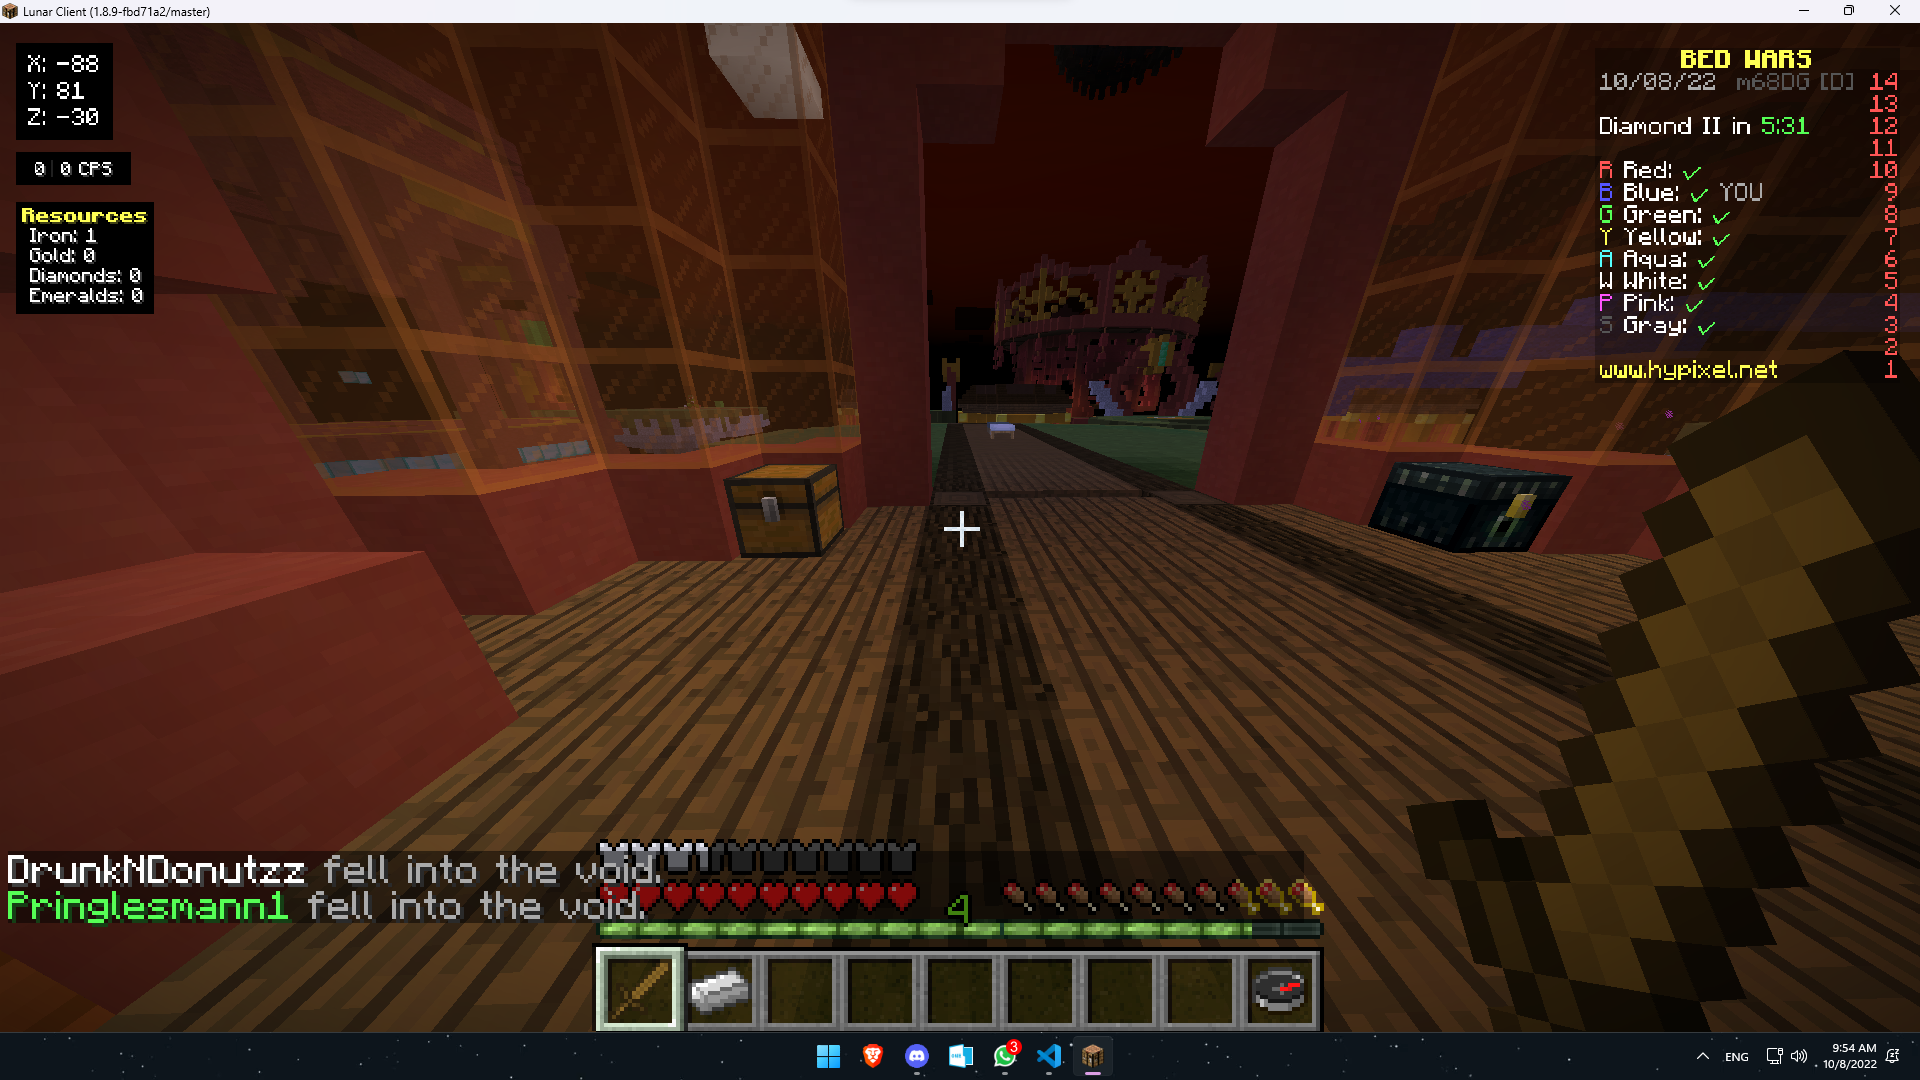 Lunar Client (1.8.9-fbd71a2/master)
X: -88
Y: 81
Z: -30
0 | 0 CPS
Resources
Iron: 1
Gold: 0
Diamonds: 0
Emeralds: 0
BED WARS
10/08/22 m68DG [D] 14
13
Diamond II in 5:31 12
11
R Red: ✓ 10
B Blue: ✓ YOU 9
G Green: ✓ 8
Y Yellow: ✓ 7
A Aqua: ✓ 6
W White: ✓ 5
P Pink: ✓ 4
S Gray: ✓ 3
2
www.hypixel.net 1
DrunkNDonutzz fell into the void.
Pringlesmann1 fell into the void.
4
3
ENG
9:54 AM
10/8/2022